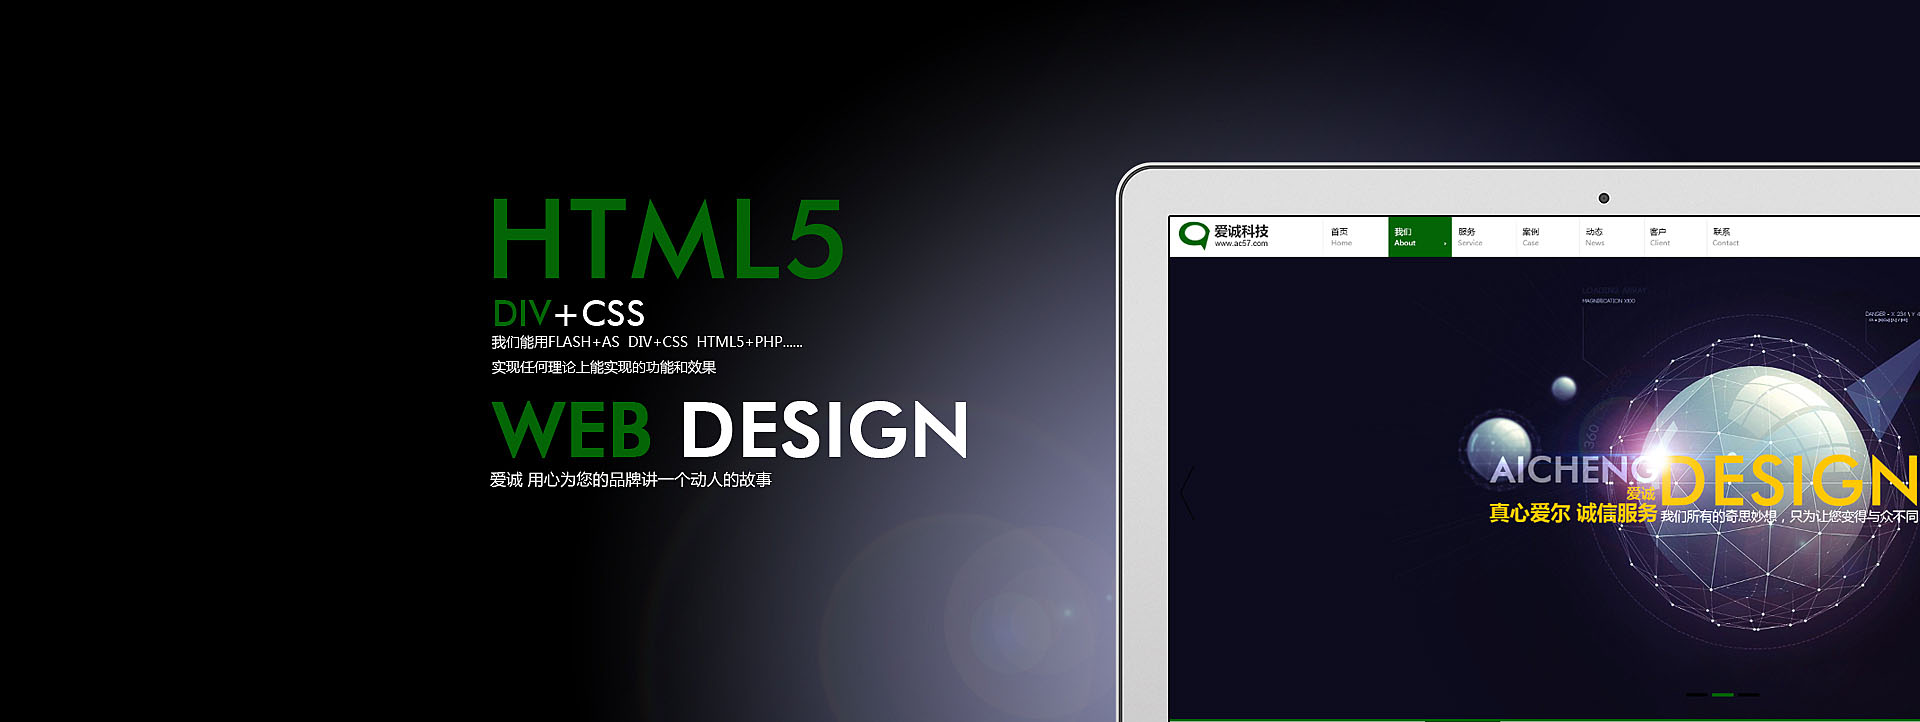 HTML5
DIV+CSS
我们能用FLASH+AS DIV+CSS HTML5+PHP......
实现任何理论上能实现的功能和效果
WEB DESIGN
爱诚 用心为您的品牌讲一个动人的故事
爱诚科技
www.ac57.com
首页
Home
我们
About
服务
Service
案例
Case
动态
News
客户
Client
联系
Contact
LOADING ARRAY
MAGNIFICATION X800
360
AICHENG DESIGN
爱诚
真心爱尔 诚信服务 我们所有的奇思妙想，只为让您变得与众不同